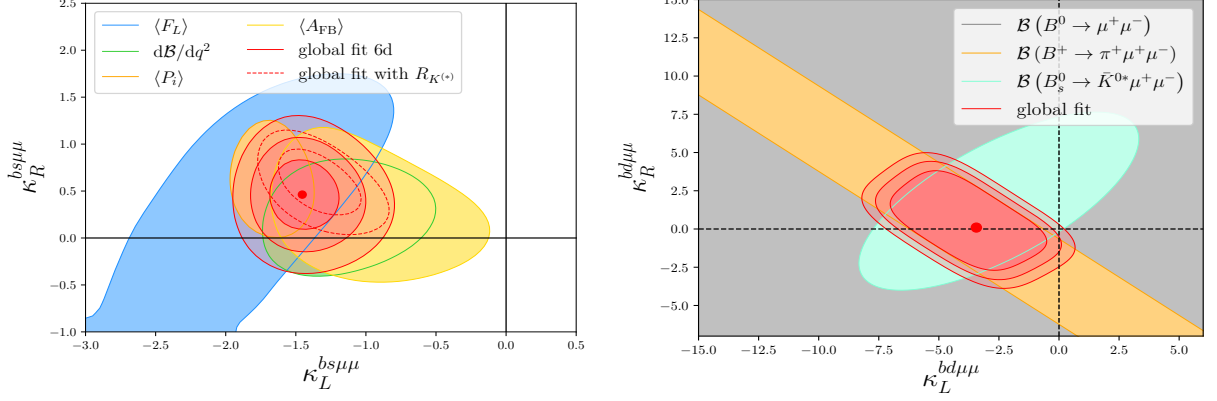 ⟨F_L⟩
dB/dq²
⟨P_i⟩
⟨A_FB⟩
global fit 6d
global fit with R_K(*)
2.5
2.0
1.5
1.0
0.5
0.0
−0.5
−1.0
κ_R^{bsμμ}
−3.0 −2.5 −2.0 −1.5 −1.0 −0.5 0.0 0.5
κ_L^{bsμμ}
B (B⁰ → μ⁺μ⁻)
B (B⁺ → π⁺μ⁺μ⁻)
B (B_s⁰ → K̄⁰*μ⁺μ⁻)
global fit
15.0
12.5
10.0
7.5
5.0
2.5
0.0
−2.5
−5.0
κ_R^{bdμμ}
−15.0 −12.5 −10.0 −7.5 −5.0 −2.5 0.0 2.5 5.0
κ_L^{bdμμ}